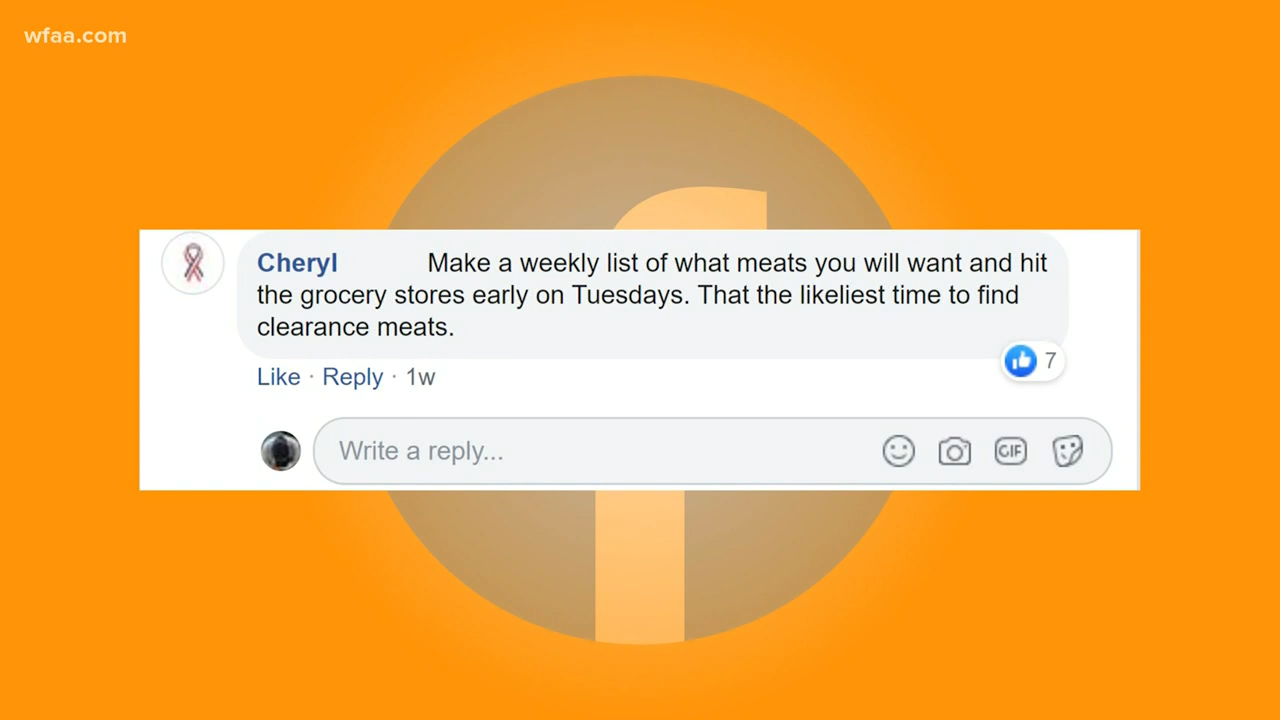 wfaa.com
Cheryl Make a weekly list of what meats you will want and hit
the grocery stores early on Tuesdays. That the likeliest time to find
clearance meats.
7
Like · Reply · 1w
Write a reply...
GIF